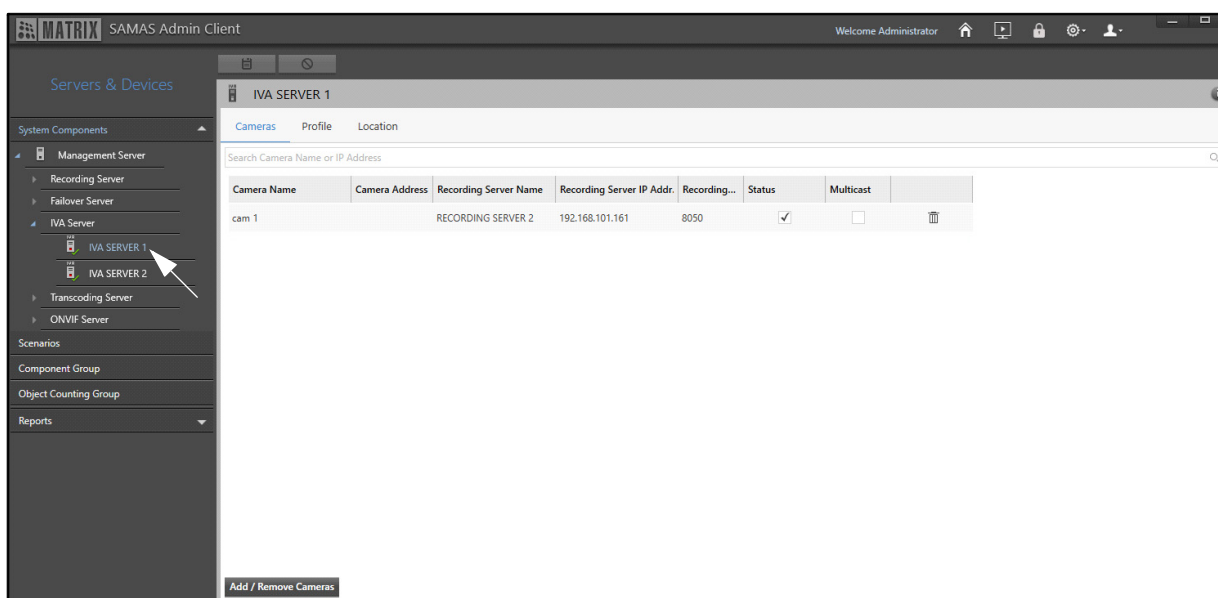 MATRIX SAMAS Admin Client
Welcome Administrator
Servers & Devices
System Components
Management Server
Recording Server
Failover Server
IVA Server
IVA SERVER 1
IVA SERVER 2
Transcoding Server
ONVIF Server
Scenarios
Component Group
Object Counting Group
Reports
IVA SERVER 1
Cameras Profile Location
Search Camera Name or IP Address
Camera Name Camera Address Recording Server Name Recording Server IP Addr. Recording... Status Multicast
cam 1 RECORDING SERVER 2 192.168.101.161 8050
Add / Remove Cameras